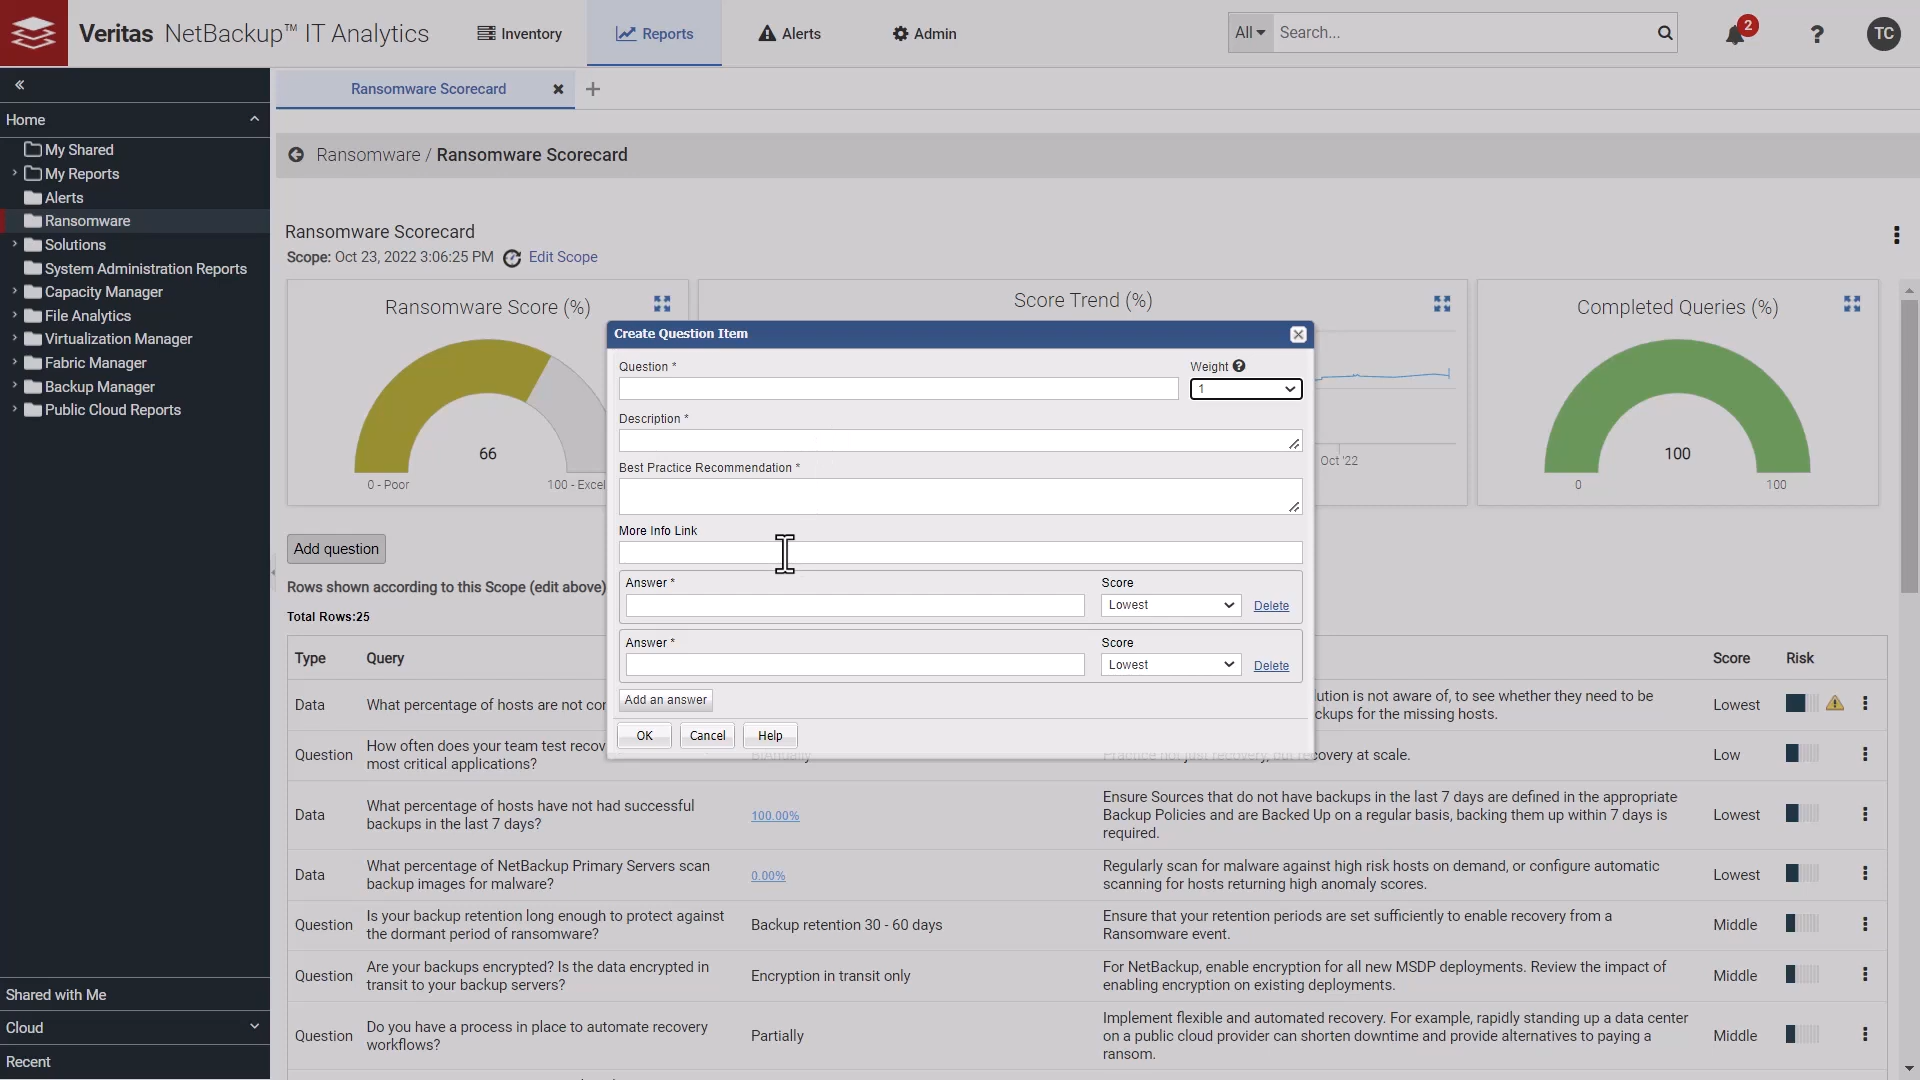 Veritas NetBackup™ IT Analytics
Inventory
Reports
Alerts
Admin
All
Search...
2
?
TC
«
Ransomware Scorecard
Home
My Shared
My Reports
Alerts
Ransomware
Solutions
System Administration Reports
Capacity Manager
File Analytics
Virtualization Manager
Fabric Manager
Backup Manager
Public Cloud Reports
Shared with Me
Cloud
Recent
Ransomware / Ransomware Scorecard
Ransomware Scorecard
Scope: Oct 23, 2022 3:06:25 PM
Edit Scope
Ransomware Score (%)
66
0 - Poor
100 - Excel
Score Trend (%)
Oct '22
Completed Queries (%)
100
0
100
Add question
Rows shown according to this Scope (edit above)
Total Rows:25
Create Question Item
Question *
Weight
1
Description *
Best Practice Recommendation *
More Info Link
Answer *
Score
Lowest
Delete
Answer *
Score
Lowest
Delete
Add an answer
OK
Cancel
Help
Type
Query
Score
Risk
Data
What percentage of hosts are not con
ution is not aware of, to see whether they need to be
ckups for the missing hosts.
Lowest
Question
How often does your team test recov
most critical applications?
BiAnually
Practice not just recovery, but recovery at scale.
Low
Data
What percentage of hosts have not had successful
backups in the last 7 days?
100.00%
Ensure Sources that do not have backups in the last 7 days are defined in the appropriate
Backup Policies and are Backed Up on a regular basis, backing them up within 7 days is
required.
Lowest
Data
What percentage of NetBackup Primary Servers scan
backup images for malware?
0.00%
Regularly scan for malware against high risk hosts on demand, or configure automatic
scanning for hosts returning high anomaly scores.
Lowest
Question
Is your backup retention long enough to protect against
the dormant period of ransomware?
Backup retention 30 - 60 days
Ensure that your retention periods are set sufficiently to enable recovery from a
Ransomware event.
Middle
Question
Are your backups encrypted? Is the data encrypted in
transit to your backup servers?
Encryption in transit only
For NetBackup, enable encryption for all new MSDP deployments. Review the impact of
enabling encryption on existing deployments.
Middle
Question
Do you have a process in place to automate recovery
workflows?
Partially
Implement flexible and automated recovery. For example, rapidly standing up a data center
on a public cloud provider can shorten downtime and provide alternatives to paying a
ransom.
Middle